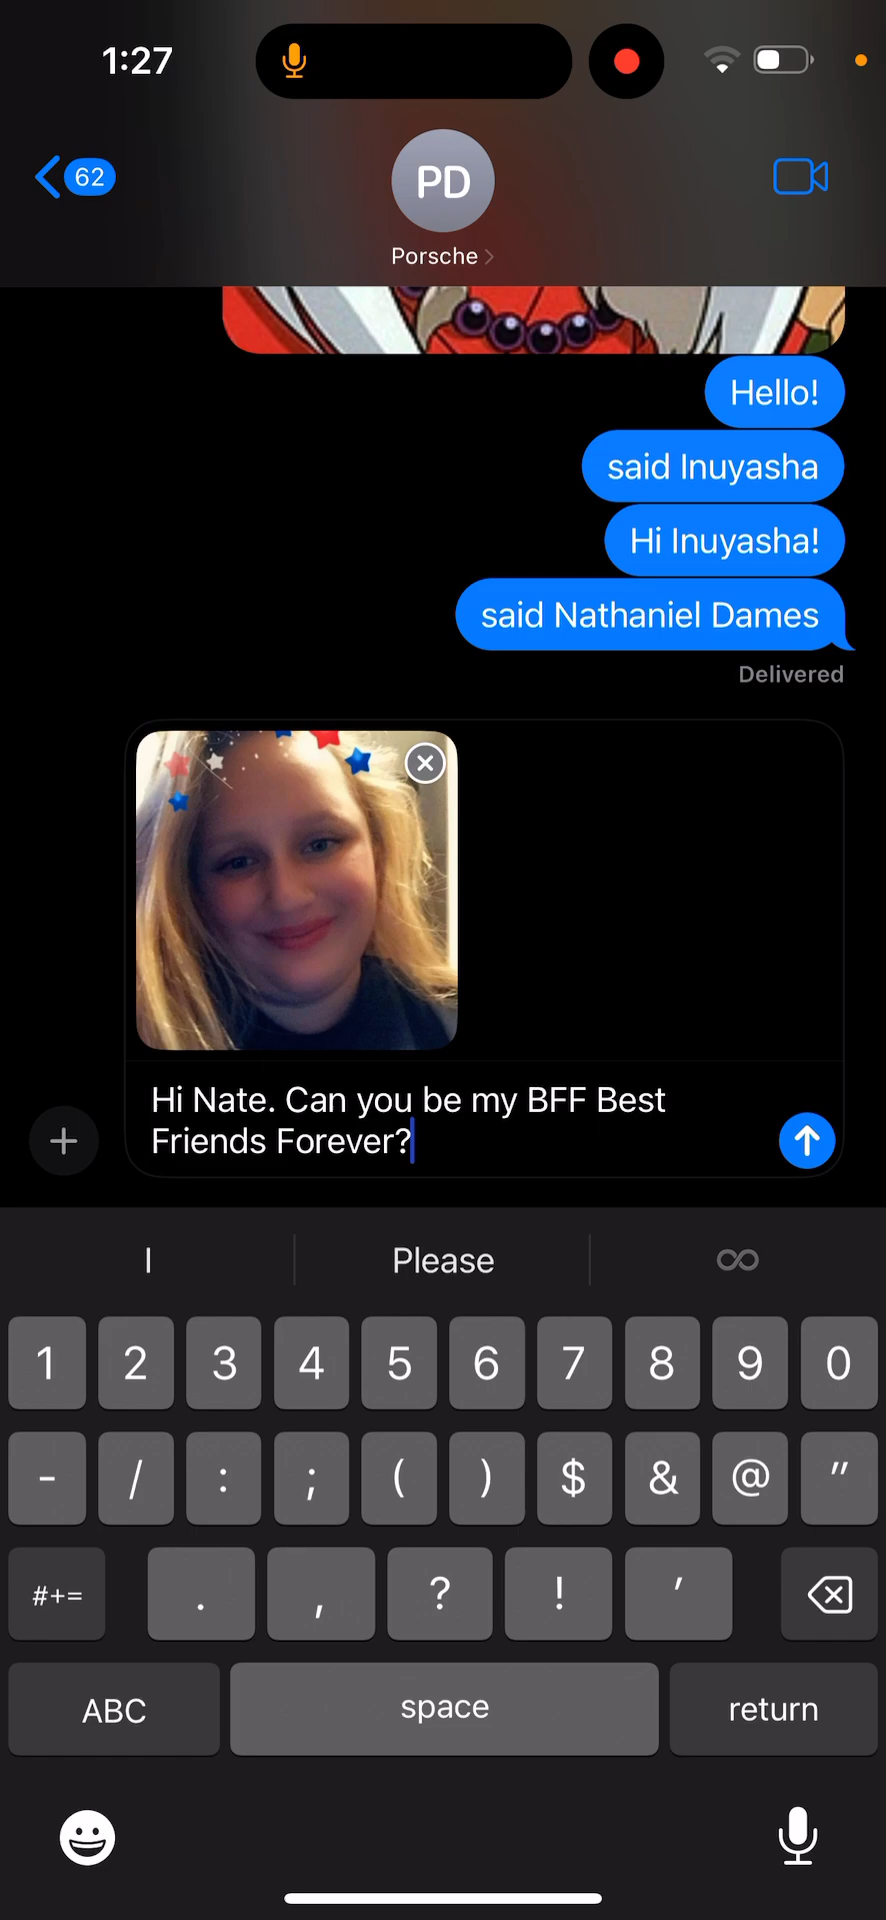 1:27
62
PD
Porsche
Hello!
said Inuyasha
Hi Inuyasha!
said Nathaniel Dames
Delivered
Hi Nate. Can you be my BFF Best
Friends Forever?
I
Please
∞
1 2 3 4 5 6 7 8 9 0
- / : ; ( ) $ & @ "
#+= . , ? ! '
ABC space return